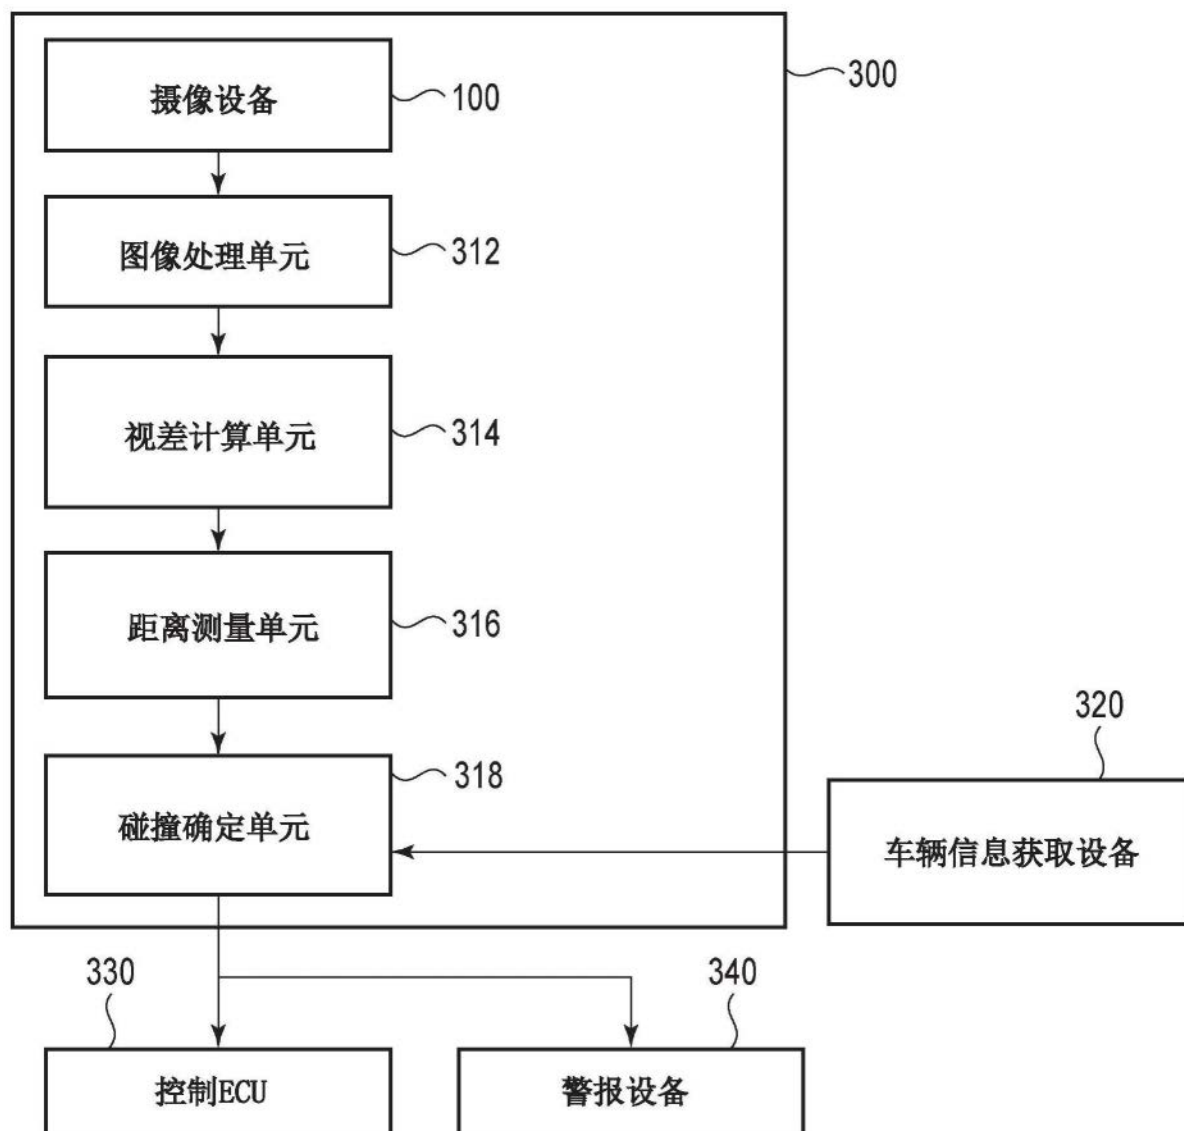 300
摄像设备
100
图像处理单元
312
视差计算单元
314
距离测量单元
316
320
318
碰撞确定单元
车辆信息获取设备
330
340
控制ECU
警报设备